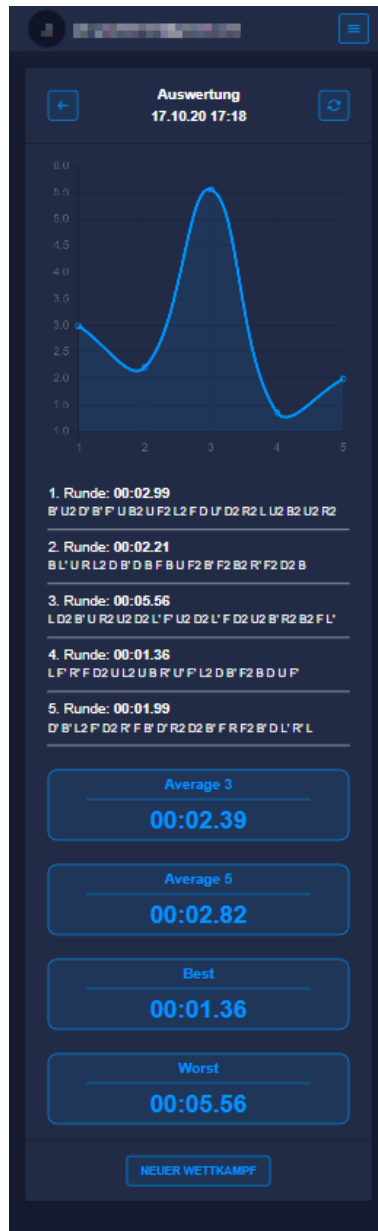 Auswertung
17.10.20 17:18
6.0
5.5
5.0
4.5
4.0
3.5
3.0
2.5
2.0
1.5
1.0
1 2 3 4 5
1. Runde: 00:02.99
B' U2 D' B' F' U B2 U F2 L2 F D U' D2 R2 L U2 B2 U2 R2
2. Runde: 00:02.21
B L' U R L2 D B' D B F B U F2 B' F2 B2 R' F2 D2 B
3. Runde: 00:05.56
L D2 B' U R2 U2 D2 L' F' U2 D2 L' F D2 U2 B' R2 B2 F L'
4. Runde: 00:01.36
L F' R' F D2 U L2 U B R' U' F' L2 D B' F2 B D U F'
5. Runde: 00:01.99
D' B' L2 F' D2 R' F B' D' R2 D2 B' F R F2 B' D L' R' L
Average 3
00:02.39
Average 5
00:02.82
Best
00:01.36
Worst
00:05.56
NEUER WETTKAMPF